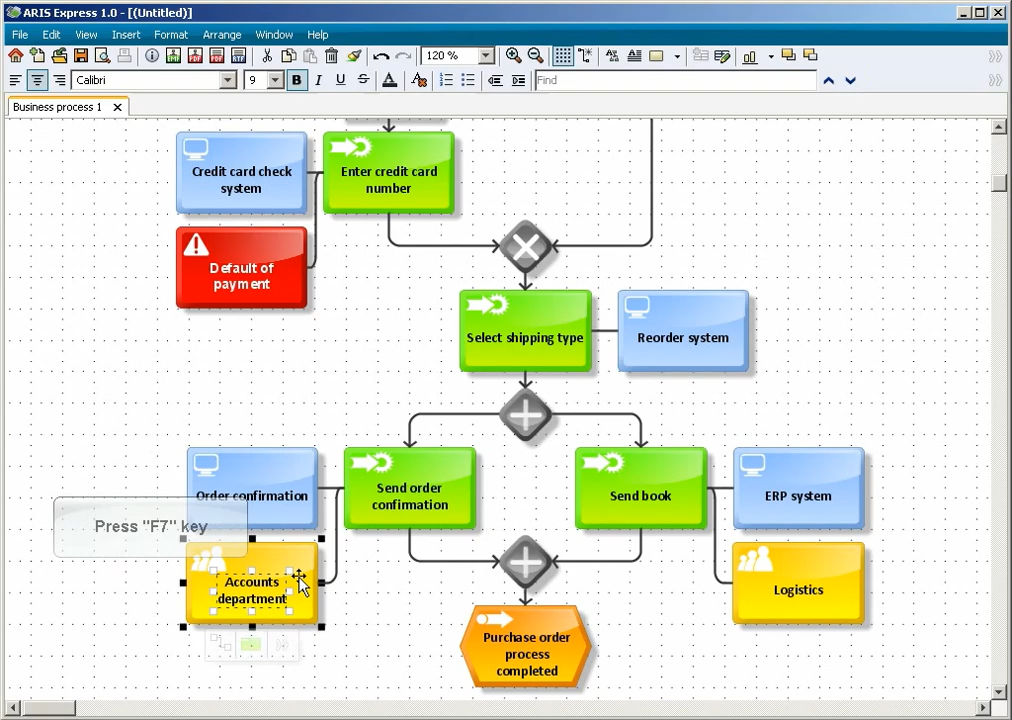 ARIS Express 1.0 - [(Untitled)]
File Edit View Insert Format Arrange Window Help
120 %
Calibri 9 B I U S A Find
Business process 1
Credit card check
system
Enter credit card
number
Default of
payment
Select shipping type
Reorder system
Order confirmation
Send order
confirmation
Send book
ERP system
Press "F7" key
Accounts
department
Logistics
Purchase order
process
completed